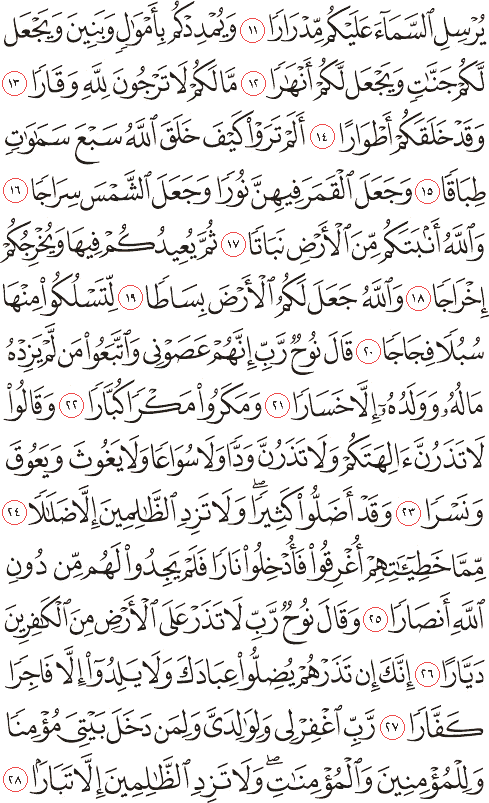 يُرْسِلِ ٱلسَّمَآءَ عَلَيْكُم مِّدْرَارًا ١١ وَيُمْدِدْكُم بِأَمْوَٰلٍ وَبَنِينَ وَيَجْعَل
لَّكُمْ جَنَّٰتٍ وَيَجْعَل لَّكُمْ أَنْهَٰرًا ١٢ مَّا لَكُمْ لَا تَرْجُونَ لِلَّهِ وَقَارًا ١٣
وَقَدْ خَلَقَكُمْ أَطْوَارًا ١٤ أَلَمْ تَرَوْا۟ كَيْفَ خَلَقَ ٱللَّهُ سَبْعَ سَمَٰوَٰتٍ
طِبَاقًا ١٥ وَجَعَلَ ٱلْقَمَرَ فِيهِنَّ نُورًا وَجَعَلَ ٱلشَّمْسَ سِرَاجًا ١٦
وَٱللَّهُ أَنۢبَتَكُم مِّنَ ٱلْأَرْضِ نَبَاتًا ١٧ ثُمَّ يُعِيدُكُمْ فِيهَا وَيُخْرِجُكُمْ
إِخْرَاجًا ١٨ وَٱللَّهُ جَعَلَ لَكُمُ ٱلْأَرْضَ بِسَاطًا ١٩ لِّتَسْلُكُوا۟ مِنْهَا
سُبُلًا فِجَاجًا ٢٠ قَالَ نُوحٌ رَّبِّ إِنَّهُمْ عَصَوْنِى وَٱتَّبَعُوا۟ مَن لَّمْ يَزِدْهُ
مَالُهُۥ وَوَلَدُهُۥٓ إِلَّا خَسَارًا ٢١ وَمَكَرُوا۟ مَكْرًا كُبَّارًا ٢٢ وَقَالُوا۟
لَا تَذَرُنَّ ءَالِهَتَكُمْ وَلَا تَذَرُنَّ وَدًّا وَلَا سُوَاعًا وَلَا يَغُوثَ وَيَعُوقَ
وَنَسْرًا ٢٣ وَقَدْ أَضَلُّوا۟ كَثِيرًا ۖ وَلَا تَزِدِ ٱلظَّٰلِمِينَ إِلَّا ضَلَٰلًا ٢٤
مِّمَّا خَطِيٓـَٰٔتِهِمْ أُغْرِقُوا۟ فَأُدْخِلُوا۟ نَارًا فَلَمْ يَجِدُوا۟ لَهُم مِّن دُونِ
ٱللَّهِ أَنصَارًا ٢٥ وَقَالَ نُوحٌ رَّبِّ لَا تَذَرْ عَلَى ٱلْأَرْضِ مِنَ ٱلْكَٰفِرِينَ
دَيَّارًا ٢٦ إِنَّكَ إِن تَذَرْهُمْ يُضِلُّوا۟ عِبَادَكَ وَلَا يَلِدُوٓا۟ إِلَّا فَاجِرًا
كَفَّارًا ٢٧ رَّبِّ ٱغْفِرْ لِى وَلِوَٰلِدَىَّ وَلِمَن دَخَلَ بَيْتِىَ مُؤْمِنًا
وَلِلْمُؤْمِنِينَ وَٱلْمُؤْمِنَٰتِ ۖ وَلَا تَزِدِ ٱلظَّٰلِمِينَ إِلَّا تَبَارًۢا ٢٨